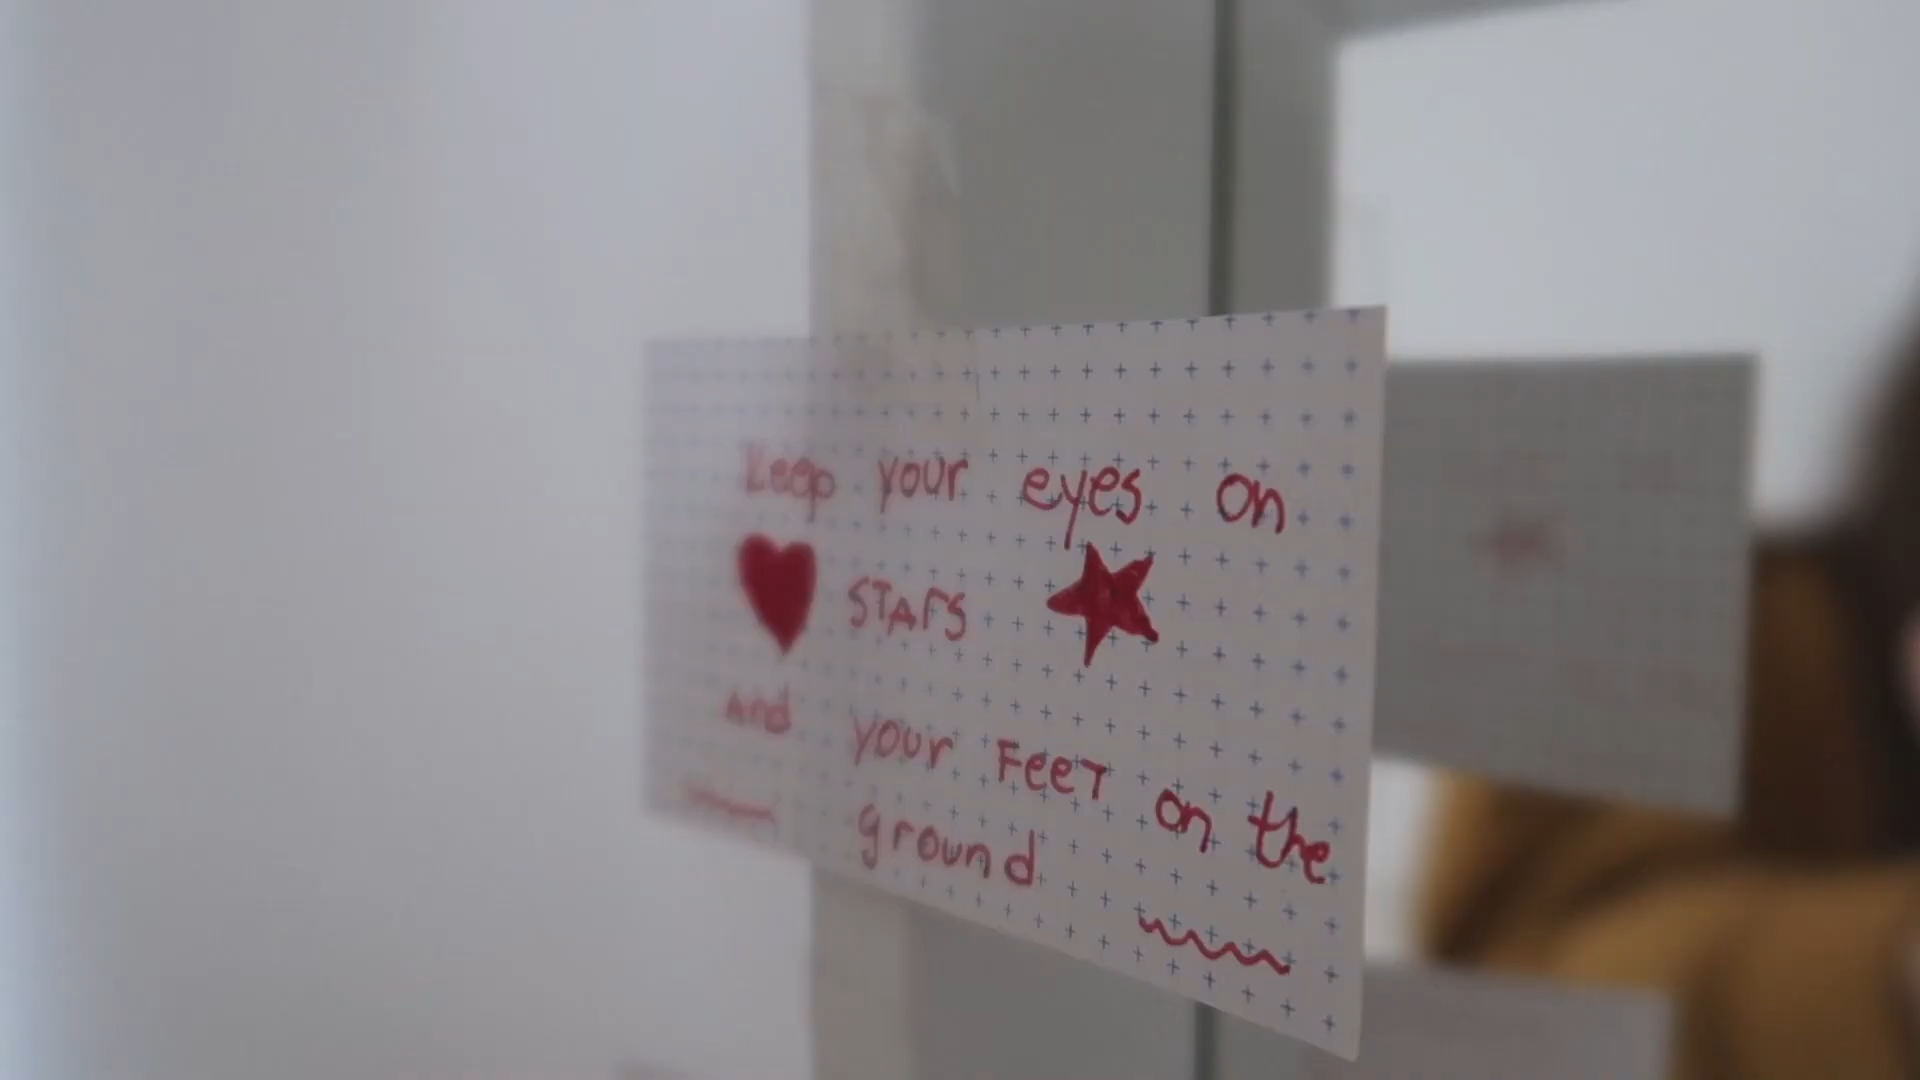 Keep your eyes on
STArS
And your FeeT on the
ground